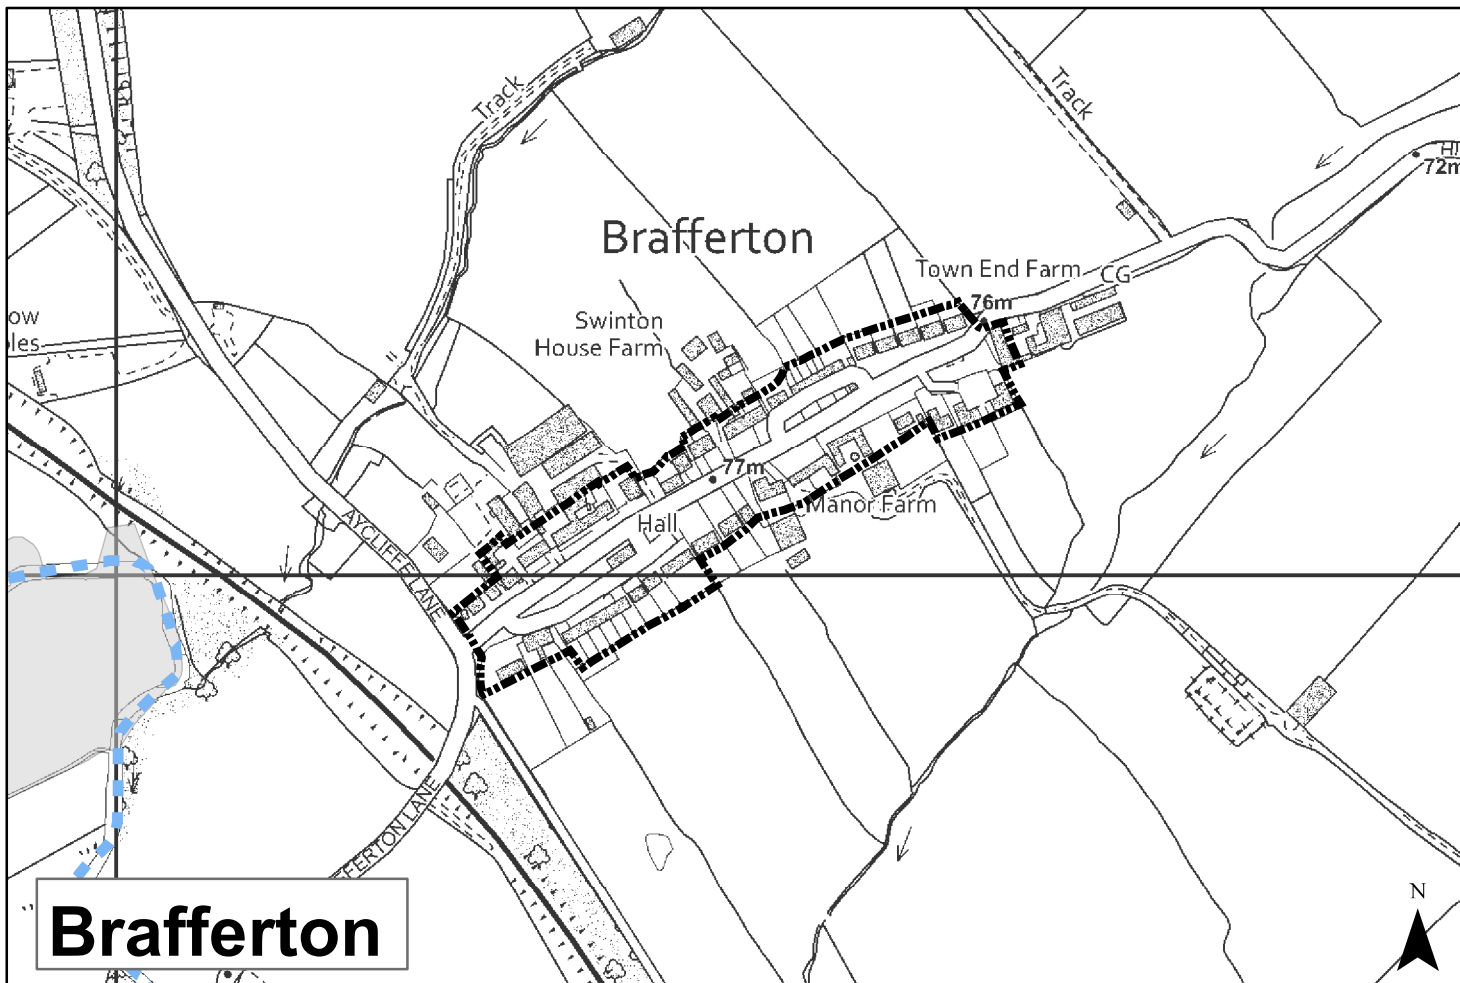 Track
Track
72m
Brafferton
Town End Farm
CG
76m
Swinton
House Farm
77m
Manor Farm
Hall
AYCLIFFE LANE
FERTON LANE
N
Brafferton